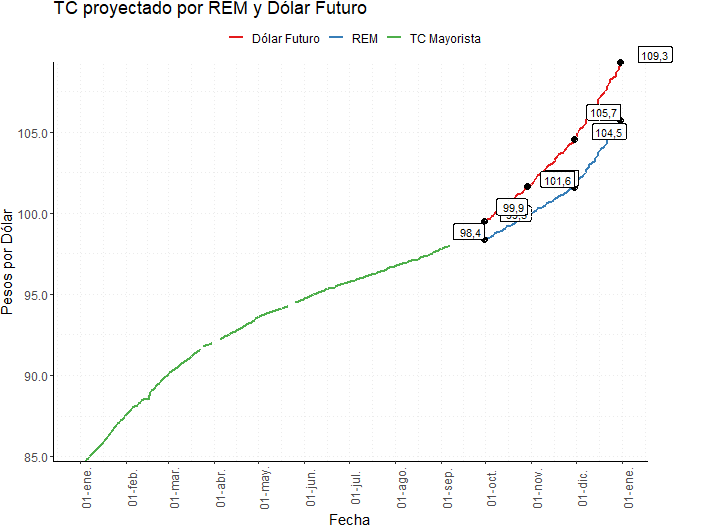 TC proyectado por REM y Dólar Futuro
Dólar Futuro REM TC Mayorista
109,3
105,7
104,5
101,6
99,9
98,4
Pesos por Dólar
105.0
100.0
95.0
90.0
85.0
01-ene.
01-feb.
01-mar.
01-abr.
01-may.
01-jun.
01-jul.
01-ago.
01-sep.
01-oct.
01-nov.
01-dic.
01-ene.
Fecha